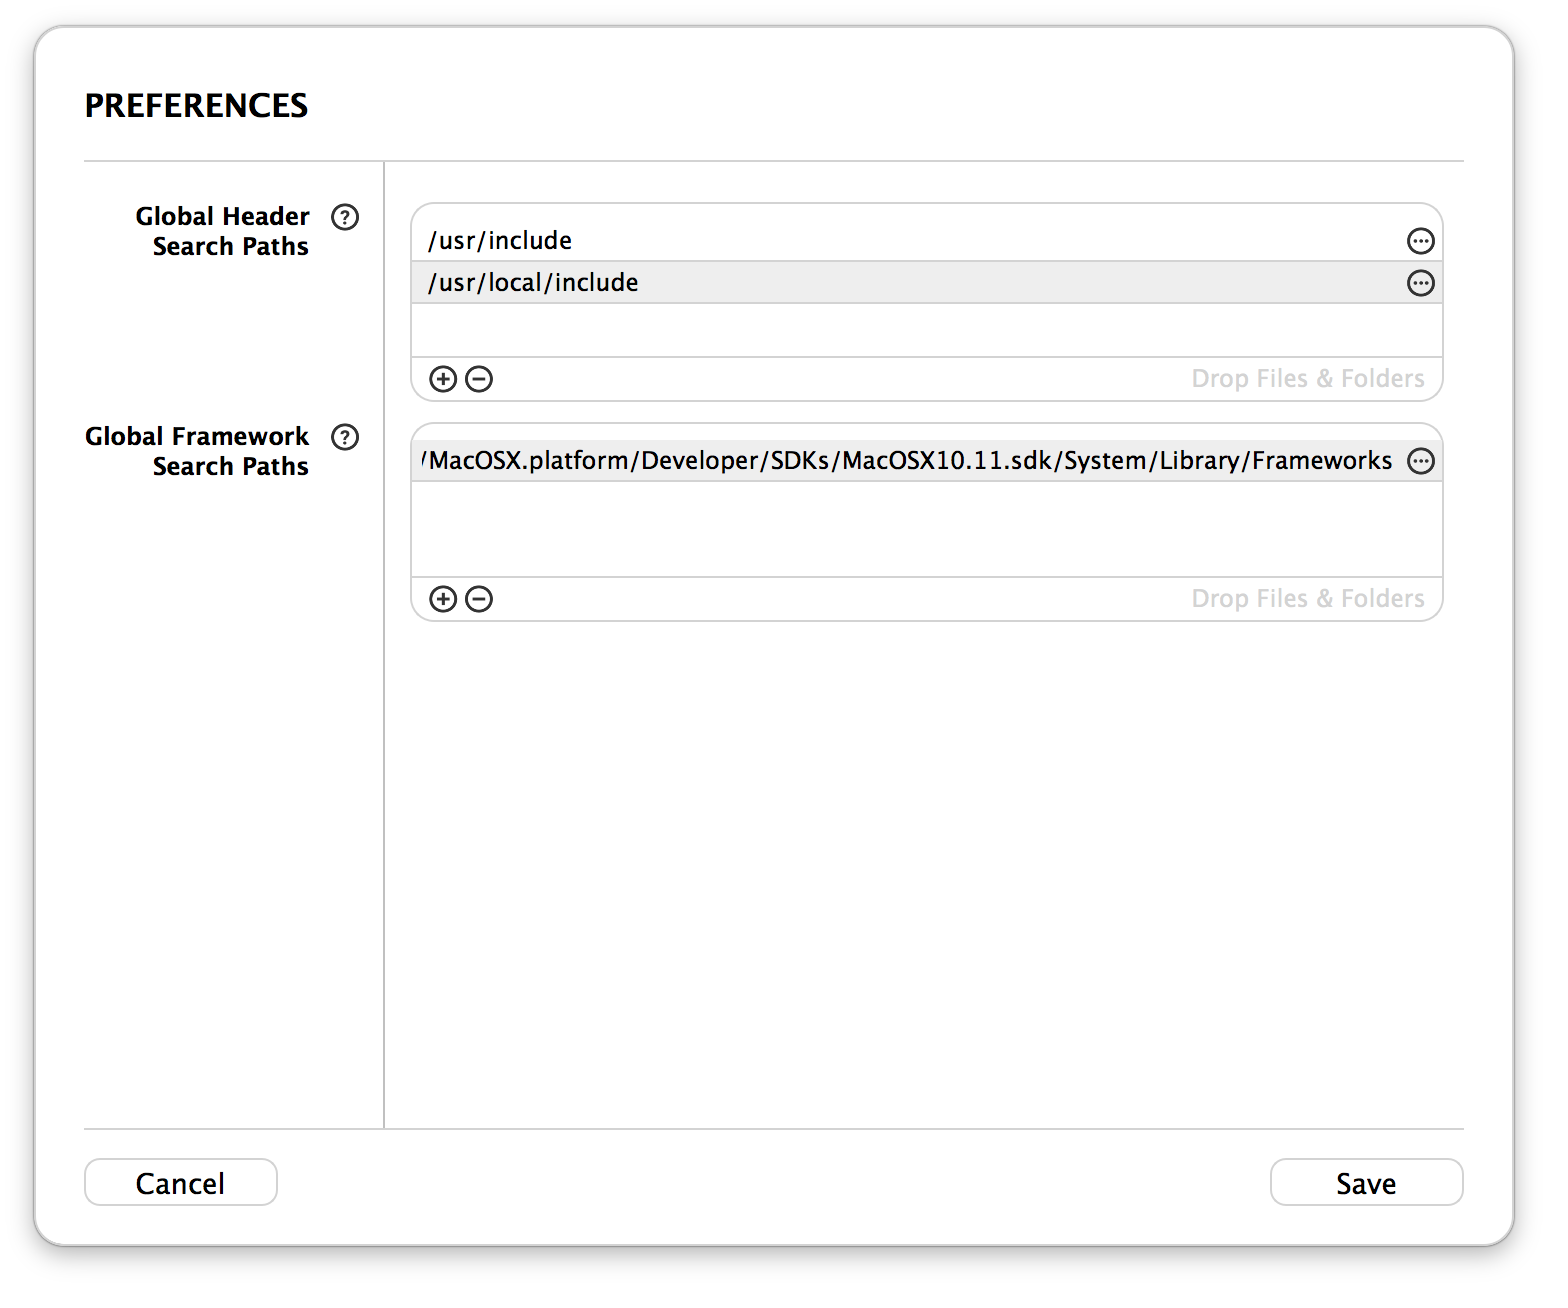 PREFERENCES
Global Header
Search Paths
/usr/include
/usr/local/include
Drop Files & Folders
Global Framework
Search Paths
/MacOSX.platform/Developer/SDKs/MacOSX10.11.sdk/System/Library/Frameworks
Drop Files & Folders
Cancel
Save